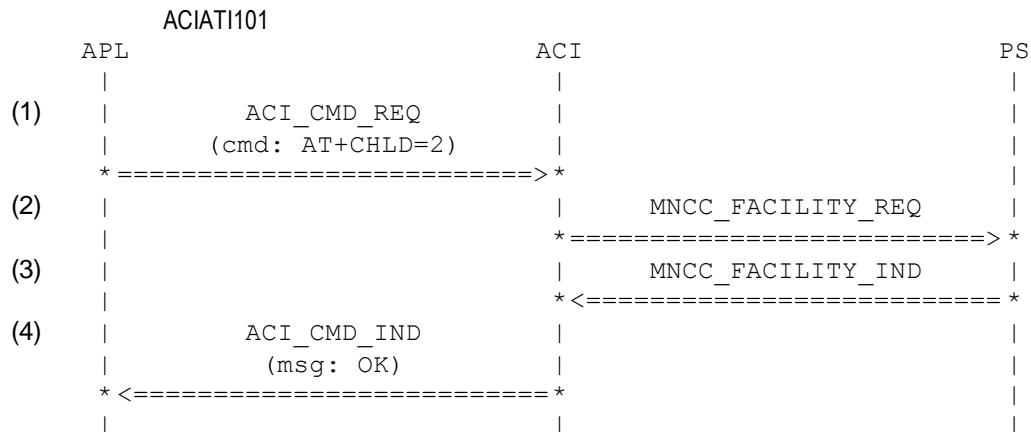 ACIATI101
APL ACI PS
| | |
(1) | ACI_CMD_REQ | |
| (cmd: AT+CHLD=2) | |
*==========================>* |
(2) | | MNCC_FACILITY_REQ |
| *==========================>*
(3) | | MNCC_FACILITY_IND |
| *<==========================*
(4) | ACI_CMD_IND | |
| (msg: OK) | |
*<==========================* |
| | |